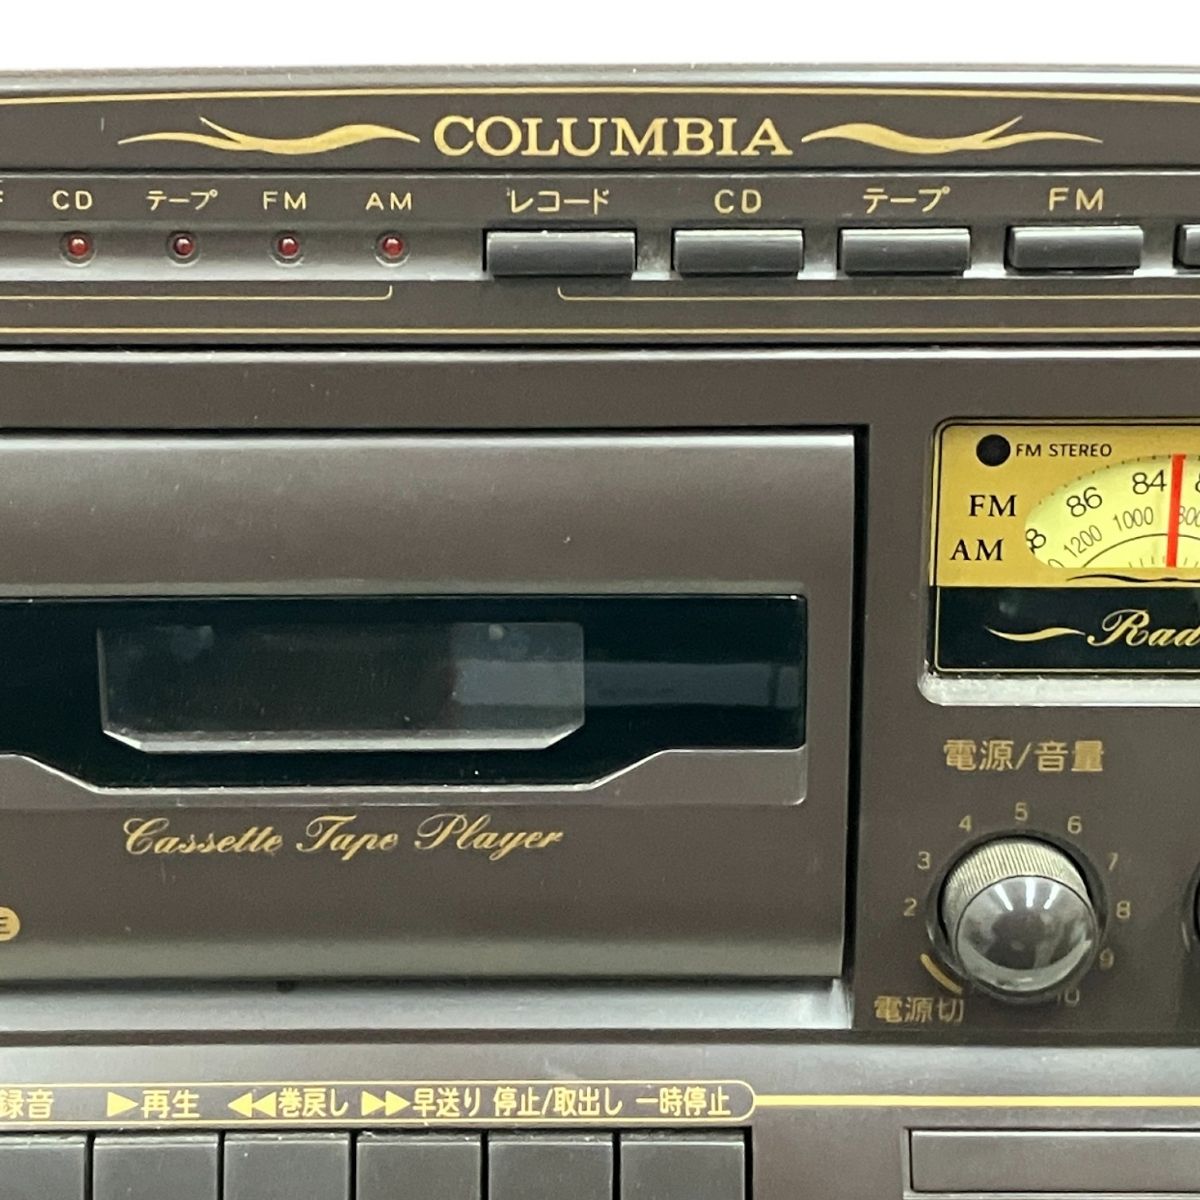 COLUMBIA
CD テープ FM AM レコード CD テープ FM
FM STEREO
FM 86 84
AM 1200 1000
電源/音量
5
4 6
3 7
2 8
9
10
電源切
Cassette Tape Player
録音 ▶再生 ◀◀巻戻し ▶▶早送り 停止/取出し 一時停止